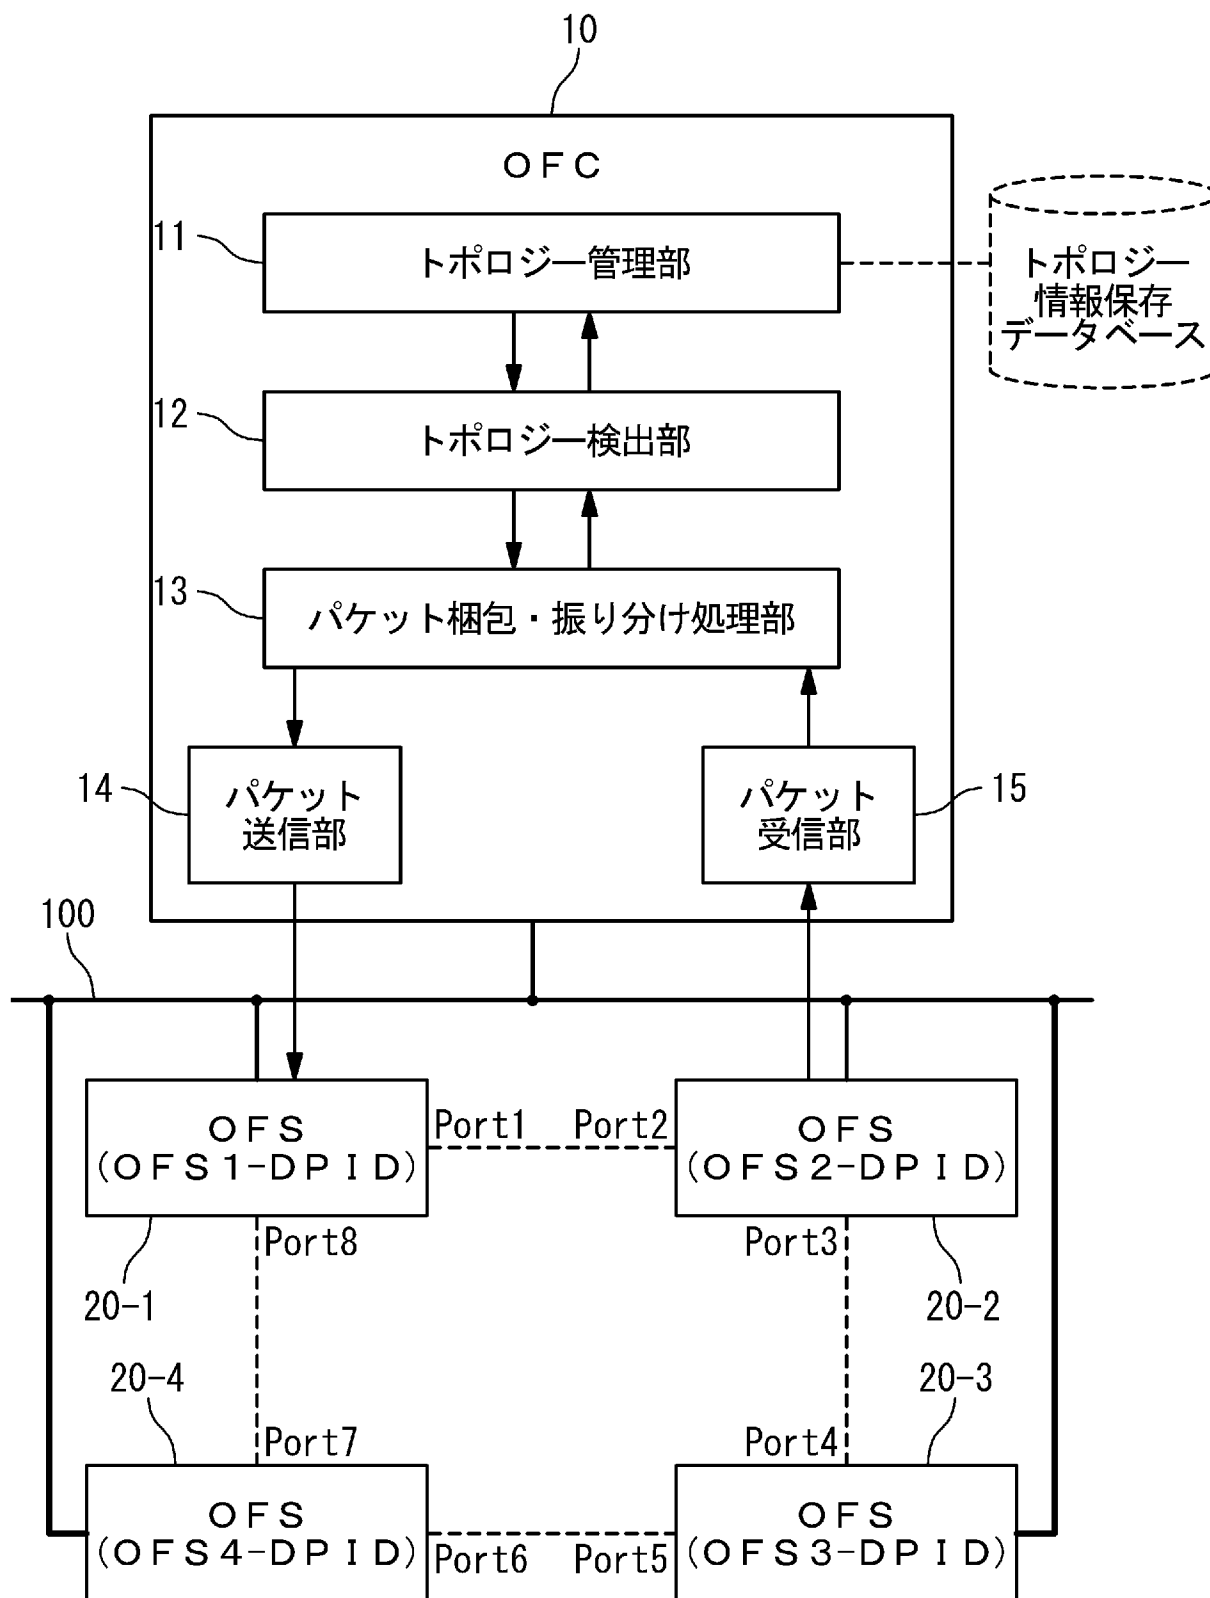 10
ＯＦＣ
11
トポロジー管理部
トポロジー
情報保存
データベース
12
トポロジー検出部
13
パケット梱包・振り分け処理部
14
パケット
送信部
パケット
受信部
15
100
ＯＦＳ
(ＯＦＳ１-ＤＰＩＤ)
Port1
Port2
ＯＦＳ
(ＯＦＳ２-ＤＰＩＤ)
Port8
Port3
20-1
20-2
20-4
20-3
Port7
Port4
ＯＦＳ
(ＯＦＳ４-ＤＰＩＤ)
Port6
Port5
ＯＦＳ
(ＯＦＳ３-ＤＰＩＤ)